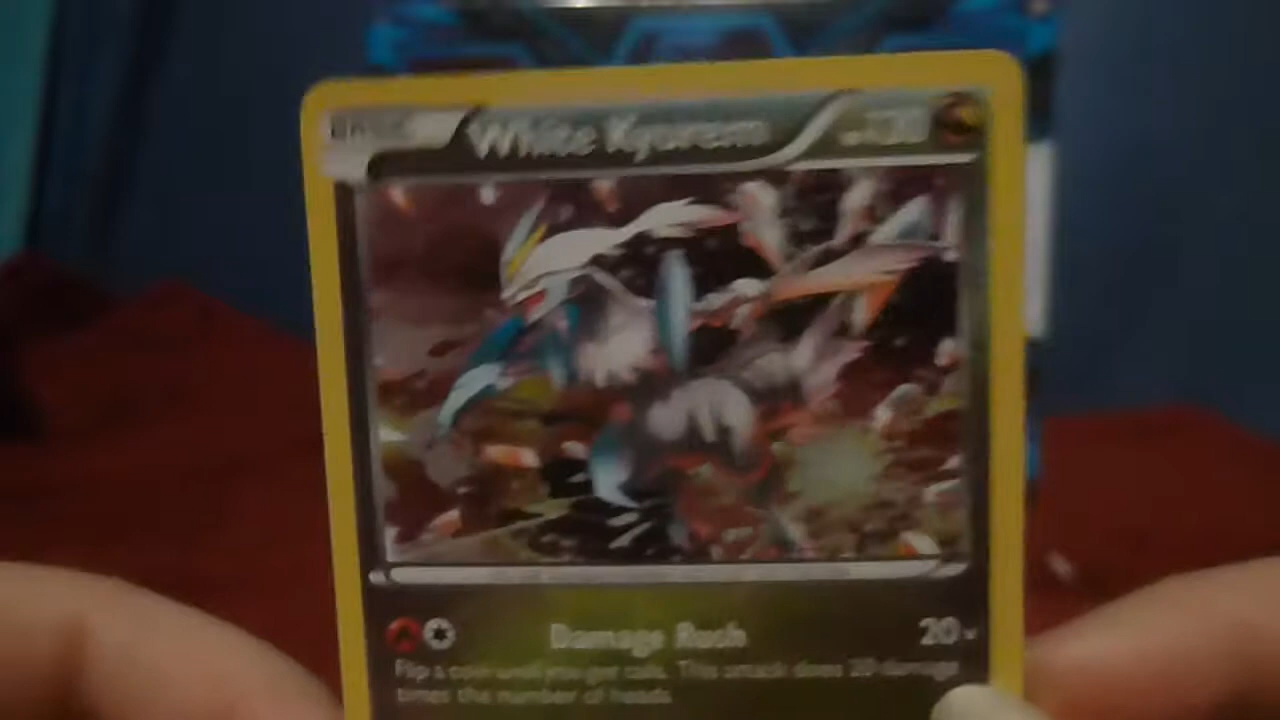 White Kyurem
Damage Rush 20×
Flip a coin until you get tails. This attack does 20 damage
times the number of heads.